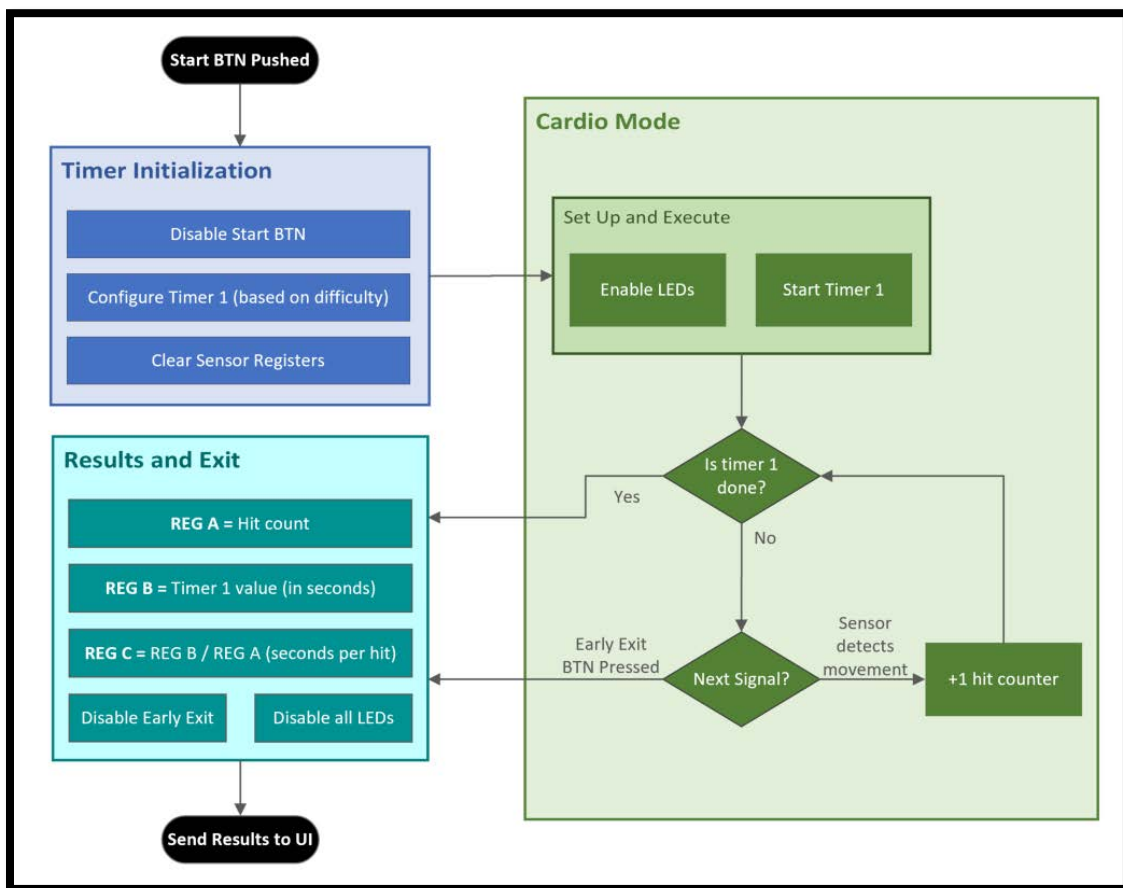 Start BTN Pushed
Timer Initialization
Disable Start BTN
Configure Timer 1 (based on difficulty)
Clear Sensor Registers
Cardio Mode
Set Up and Execute
Enable LEDs
Start Timer 1
Is timer 1
done?
Yes
No
Next Signal?
Early Exit
BTN Pressed
Sensor
detects
movement
+1 hit counter
Results and Exit
REG A = Hit count
REG B = Timer 1 value (in seconds)
REG C = REG B / REG A (seconds per hit)
Disable Early Exit
Disable all LEDs
Send Results to UI